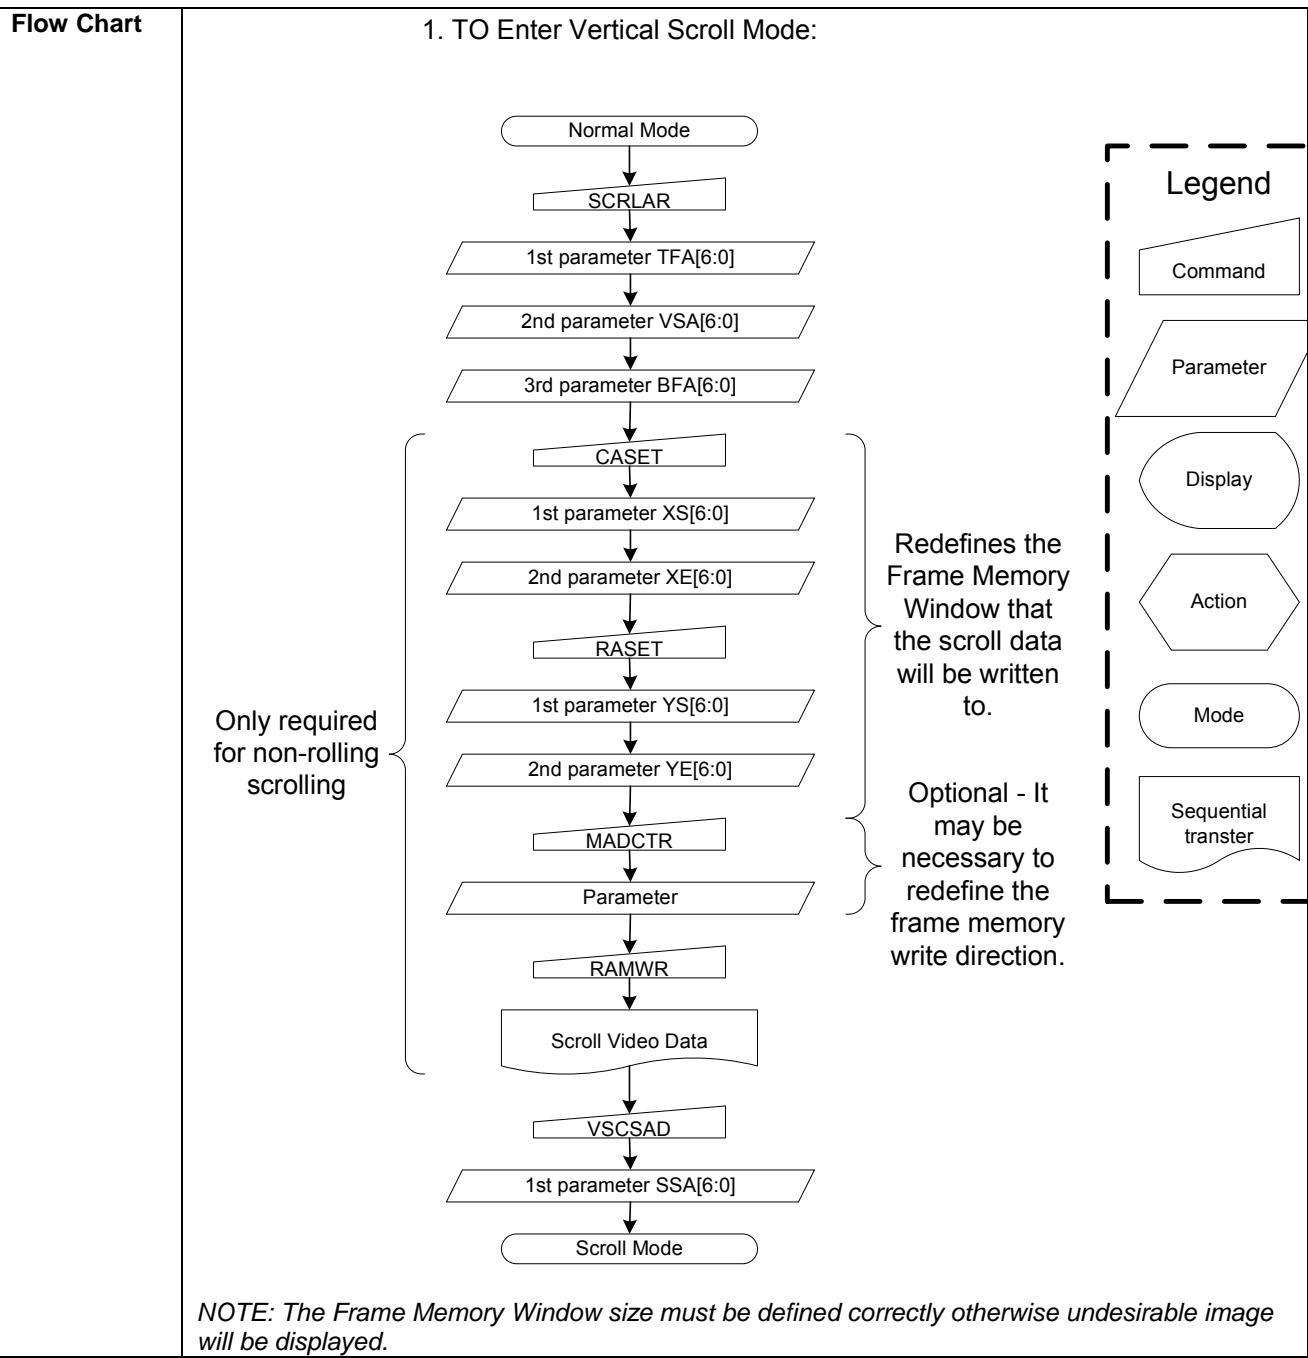 Flow Chart
1. TO Enter Vertical Scroll Mode:
Normal Mode
SCRLAR
1st parameter TFA[6:0]
2nd parameter VSA[6:0]
3rd parameter BFA[6:0]
CASET
1st parameter XS[6:0]
2nd parameter XE[6:0]
RASET
1st parameter YS[6:0]
2nd parameter YE[6:0]
MADCTR
Parameter
RAMWR
Scroll Video Data
VSCSAD
1st parameter SSA[6:0]
Scroll Mode
Only required
for non-rolling
scrolling
Redefines the
Frame Memory
Window that
the scroll data
will be written
to.
Optional - It
may be
necessary to
redefine the
frame memory
write direction.
Legend
Command
Parameter
Display
Action
Mode
Sequential
transter
NOTE: The Frame Memory Window size must be defined correctly otherwise undesirable image
will be displayed.